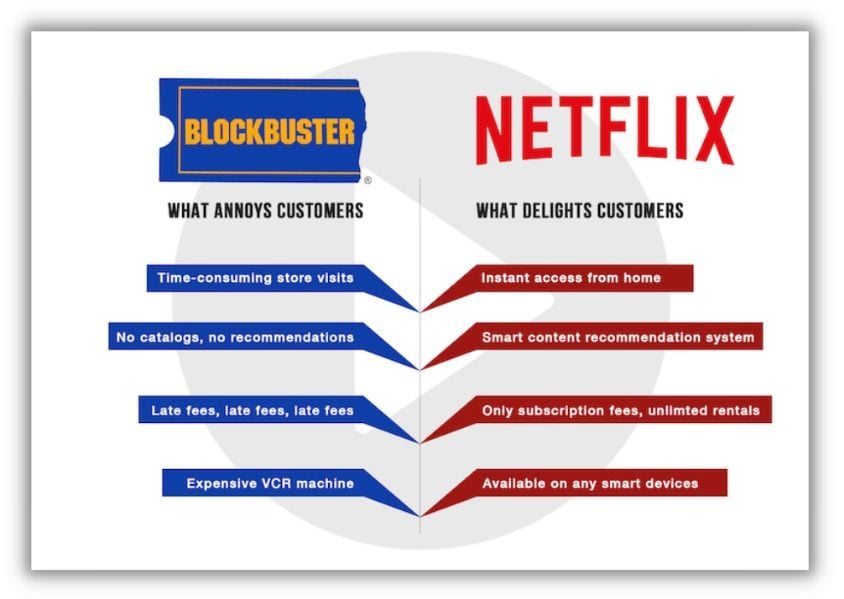 BLOCKBUSTER
®
NETFLIX
WHAT ANNOYS CUSTOMERS
WHAT DELIGHTS CUSTOMERS
Time-consuming store visits
Instant access from home
No catalogs, no recommendations
Smart content recommendation system
Late fees, late fees, late fees
Only subscription fees, unlimted rentals
Expensive VCR machine
Available on any smart devices